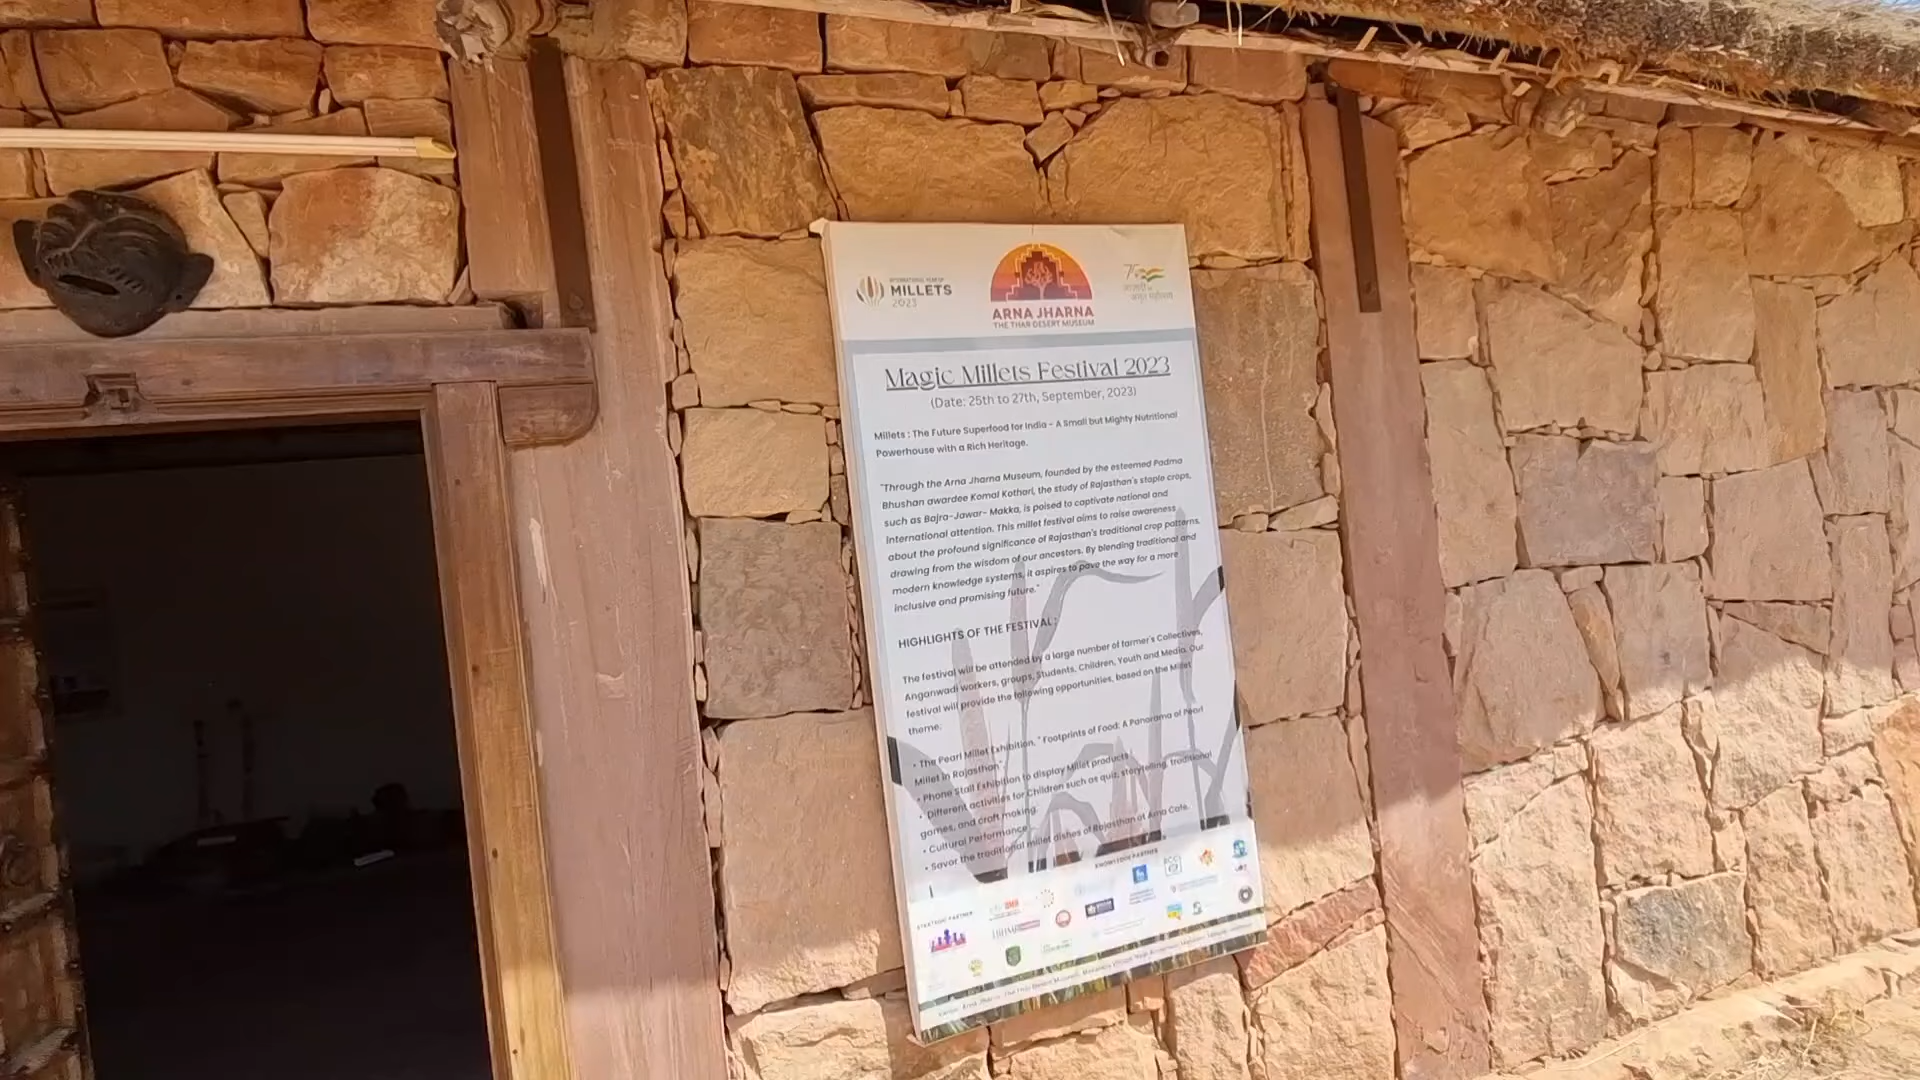 INTERNATIONAL YEAR OF
MILLETS
2023
ARNA JHARNA
THE THAR DESERT MUSEUM
75
आज़ादी का
अमृत महोत्सव
Magic Millets Festival 2023
(Date: 25th to 27th, September, 2023)
Millets : The Future Superfood for India - A Small but Mighty Nutritional
Powerhouse with a Rich Heritage.
"Through the Arna Jharna Museum, founded by the esteemed Padma
Bhushan awardee Komal Kothari, the study of Rajasthan's staple crops,
such as Bajra-Jawar- Makka, is poised to captivate national and
international attention. This millet festival aims to raise awareness
about the profound significance of Rajasthan's traditional crop patterns,
drawing from the wisdom of our ancestors. By blending traditional and
modern knowledge systems, it aspires to pave the way for a more
inclusive and promising future."
HIGHLIGHTS OF THE FESTIVAL :
The festival will be attended by a large number of farmer's Collectives,
Anganwadi workers, groups, Students, Children, Youth and Media. Our
festival will provide the following opportunities, based on the Millet
theme:
• The Pearl Millet Exhibition, " Footprints of Food: A Panorama of Pearl
Millet in Rajasthan".
• Phone Stall Exhibition to display Millet products
• Different activities for Children such as quiz, storytelling, traditional
games, and craft making.
• Cultural Performance
• Savor the traditional millet dishes of Rajasthan at Arna Cafe.
KNOWLEDGE PARTNER
STRATEGIC PARTNER